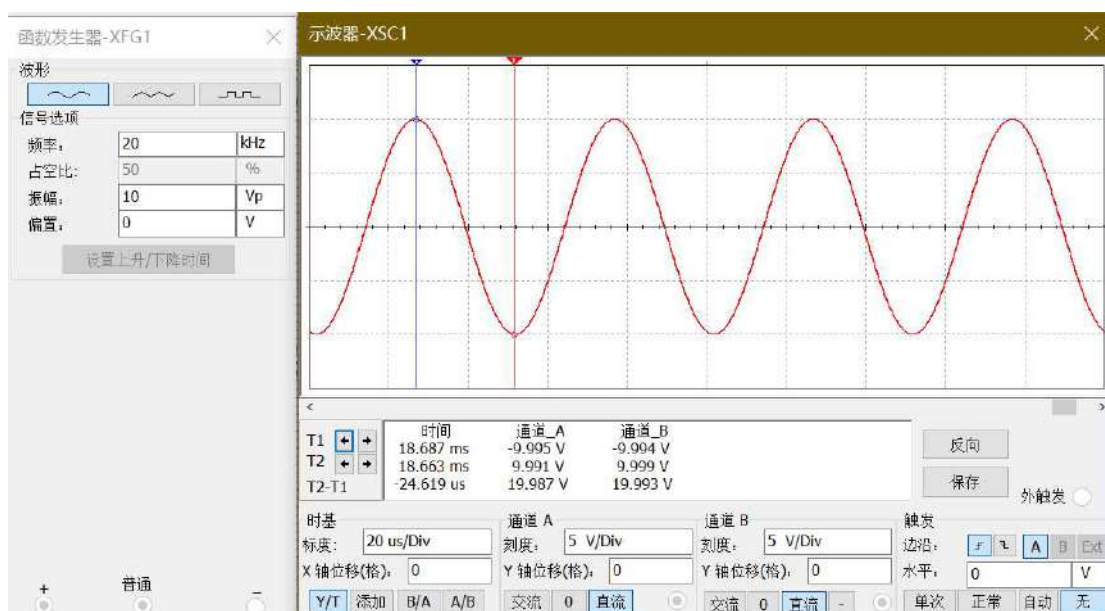 函数发生器-XFG1
波形
信号选项
频率： 20 kHz
占空比: 50 %
振幅： 10 Vp
偏置： 0 V
设置上升/下降时间
+ 普通 −
示波器-XSC1
时间 通道_A 通道_B
T1 18.687 ms -9.995 V -9.994 V
T2 18.663 ms 9.991 V 9.999 V
T2-T1 -24.619 us 19.987 V 19.993 V
反向
保存
外触发
时基
标度： 20 us/Div
X 轴位移(格)： 0
Y/T 添加 B/A A/B
通道 A
刻度： 5 V/Div
Y 轴位移(格)： 0
交流 0 直流
通道 B
刻度： 5 V/Div
Y 轴位移(格)： 0
交流 0 直流 -
触发
边沿： A B Ext
水平： 0 V
单次 正常 自动 无